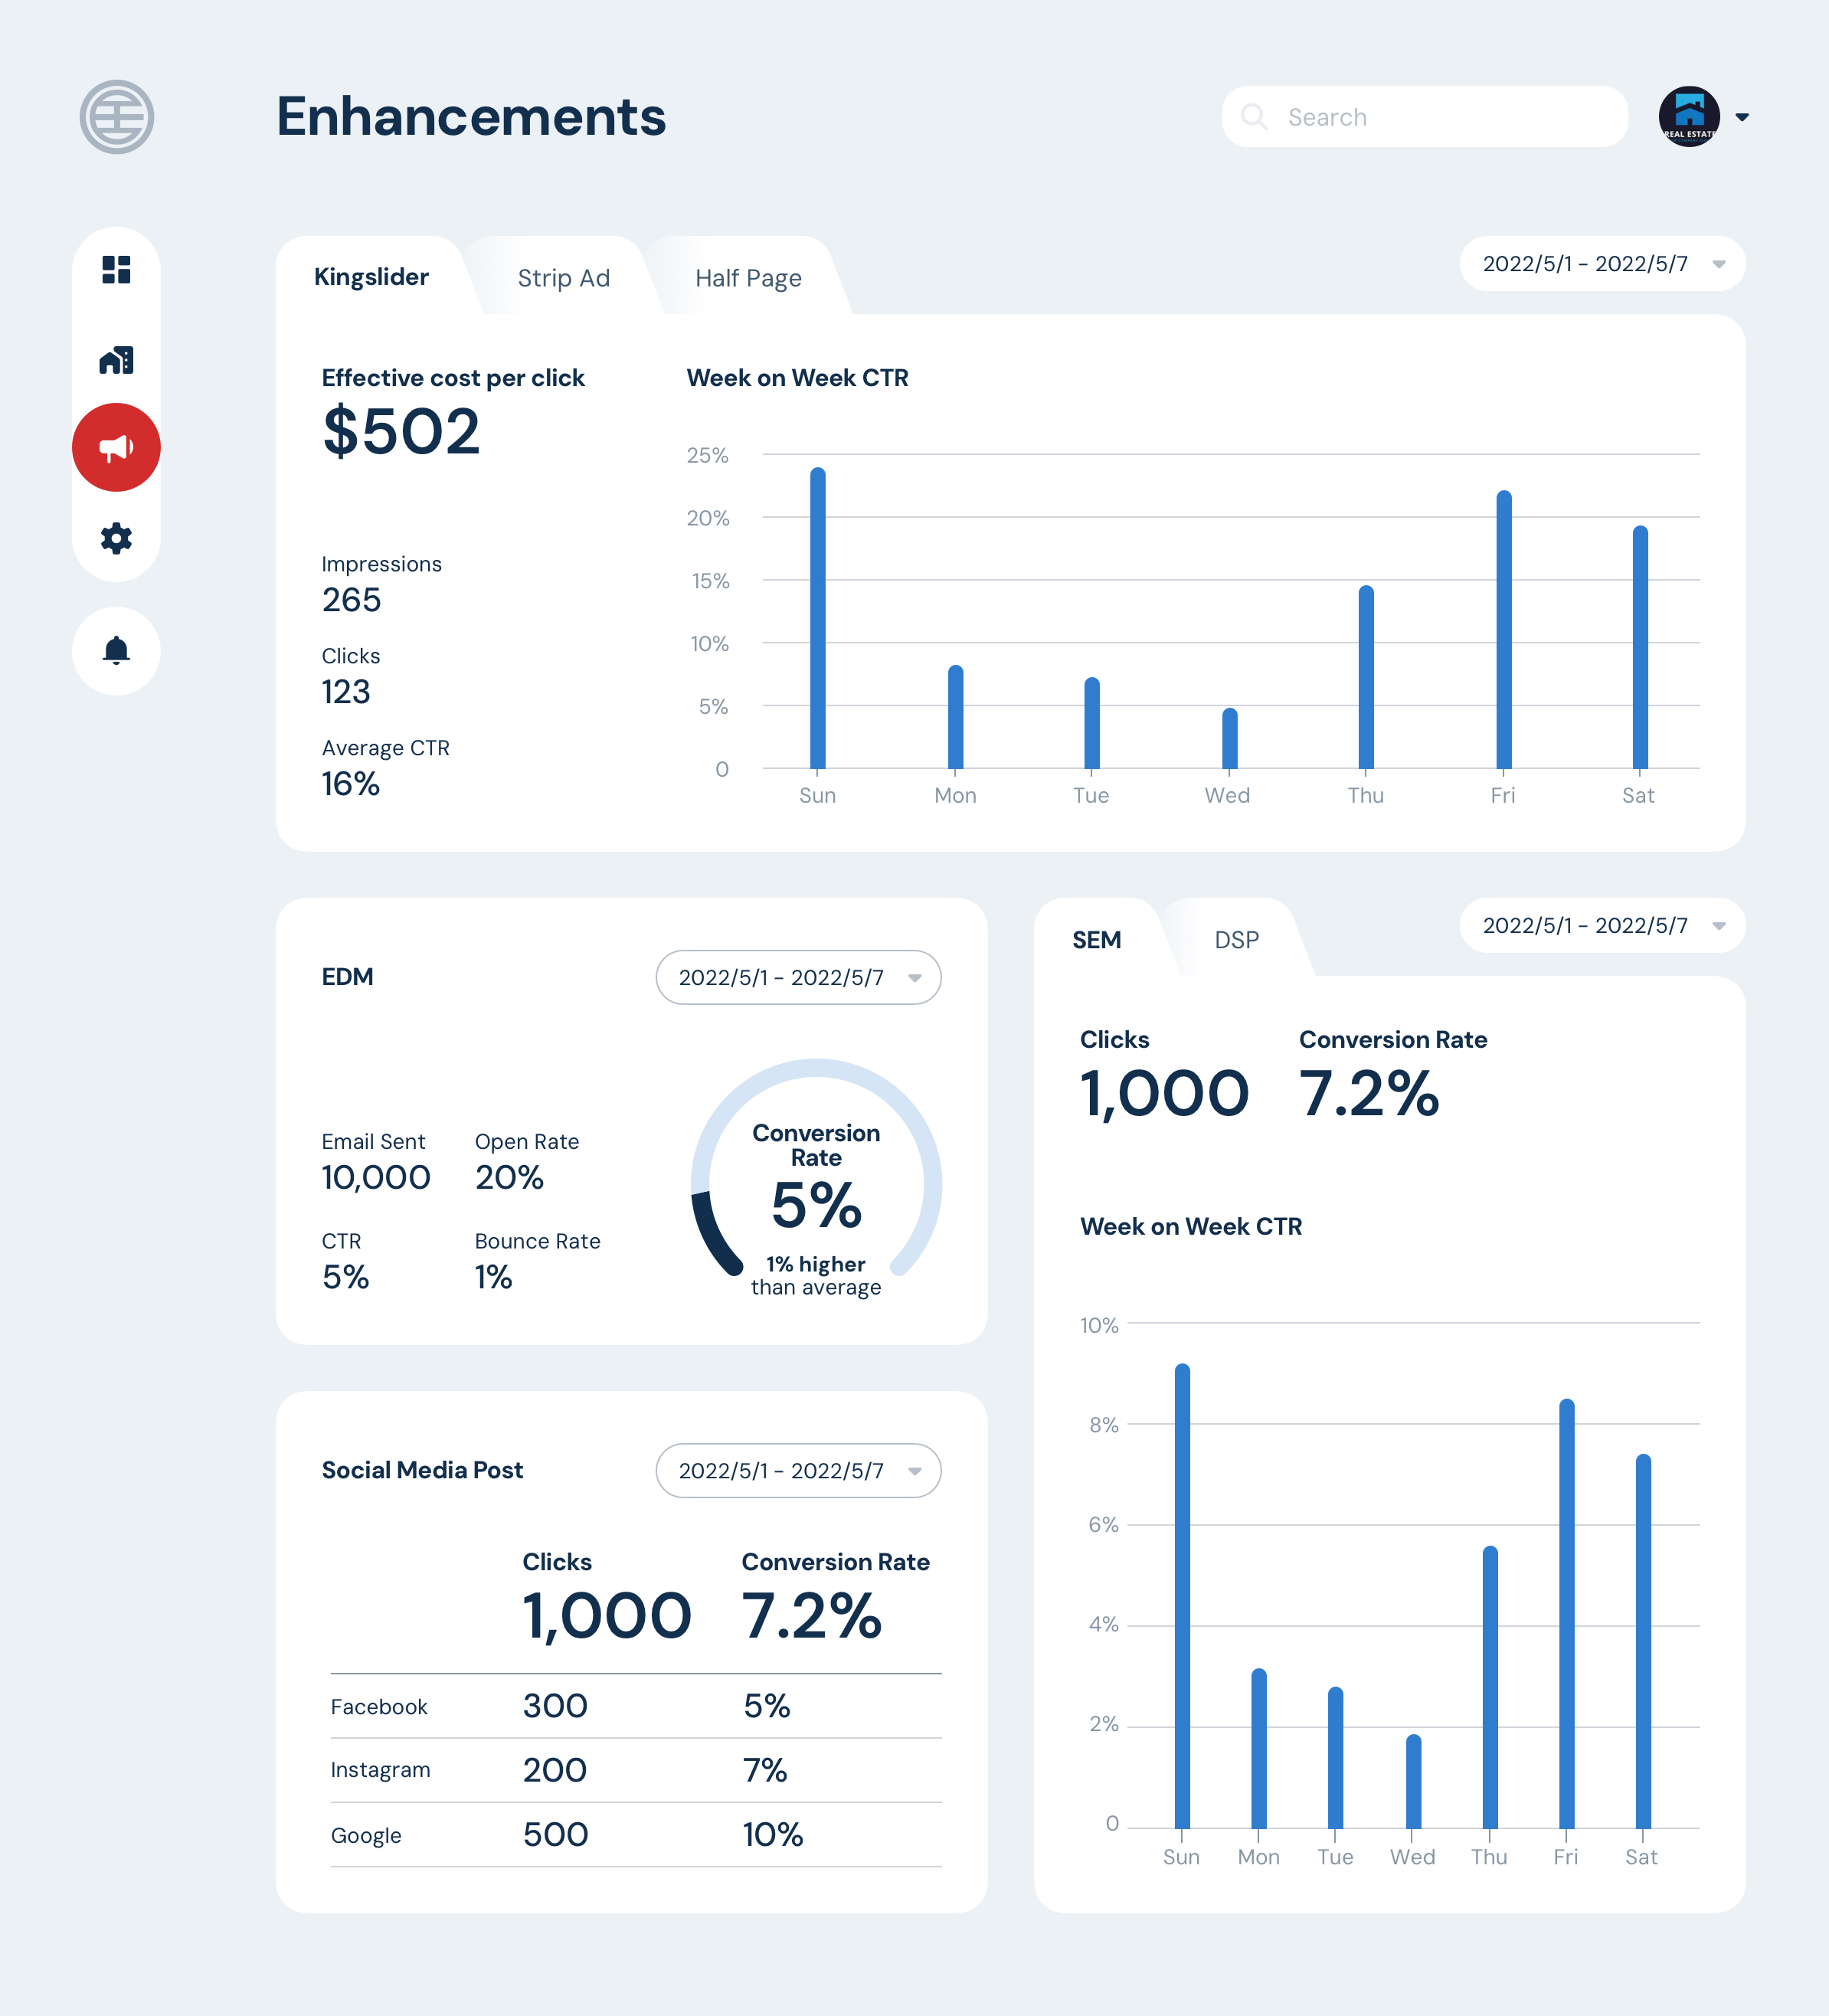 Enhancements
Search
REAL ESTATE
Kingslider
Strip Ad
Half Page
2022/5/1 - 2022/5/7
Effective cost per click
$502
Impressions
265
Clicks
123
Average CTR
16%
Week on Week CTR
25%
20%
15%
10%
5%
0
Sun Mon Tue Wed Thu Fri Sat
EDM
2022/5/1 - 2022/5/7
Email Sent
10,000
Open Rate
20%
CTR
5%
Bounce Rate
1%
Conversion
Rate
5%
1% higher
than average
SEM
DSP
2022/5/1 - 2022/5/7
Clicks
1,000
Conversion Rate
7.2%
Week on Week CTR
10%
8%
6%
4%
2%
0
Sun Mon Tue Wed Thu Fri Sat
Social Media Post
2022/5/1 - 2022/5/7
Clicks
1,000
Conversion Rate
7.2%
Facebook 300 5%
Instagram 200 7%
Google 500 10%